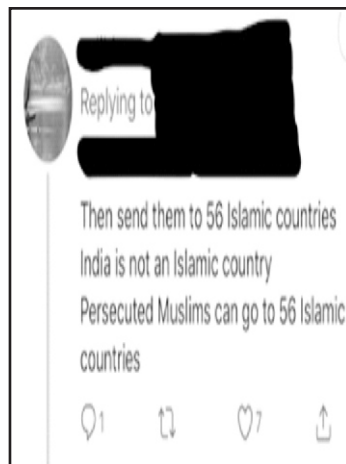 Replying to
Then send them to 56 Islamic countries
India is not an Islamic country
Persecuted Muslims can go to 56 Islamic
countries
1
7